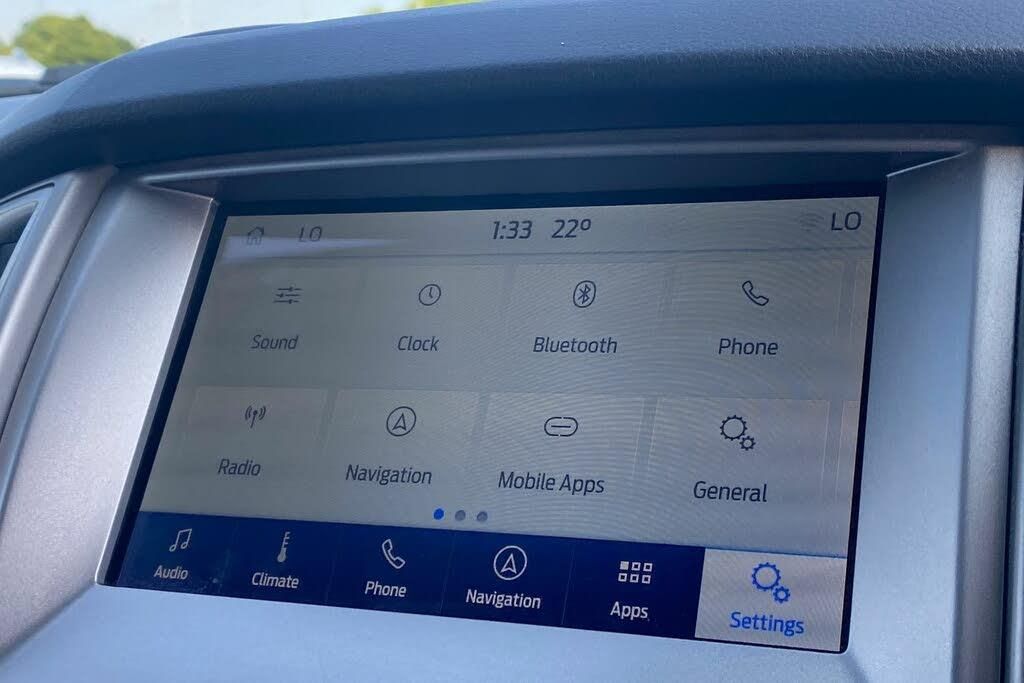 LO 1:33 22º LO
Sound Clock Bluetooth Phone
Radio Navigation Mobile Apps General
Audio Climate Phone Navigation Apps Settings